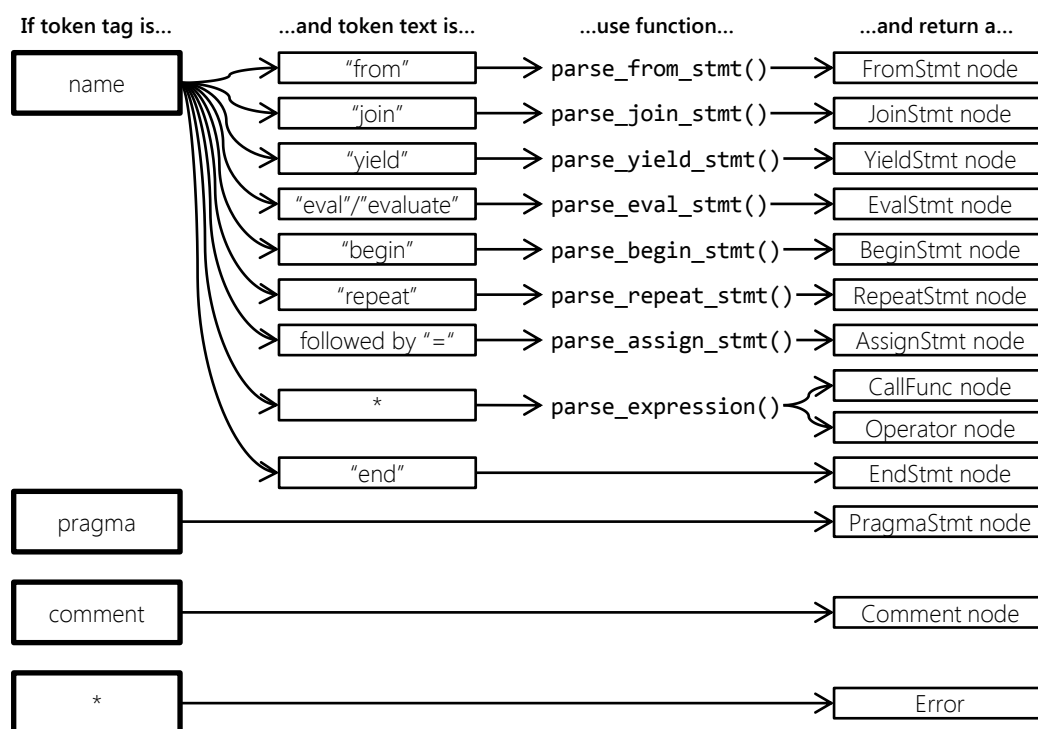 If token tag is... ...and token text is... ...use function... ...and return a...
name “from” parse_from_stmt() FromStmt node
“join” parse_join_stmt() JoinStmt node
“yield” parse_yield_stmt() YieldStmt node
“eval”/”evaluate” parse_eval_stmt() EvalStmt node
“begin” parse_begin_stmt() BeginStmt node
“repeat” parse_repeat_stmt() RepeatStmt node
followed by “=“ parse_assign_stmt() AssignStmt node
* parse_expression() CallFunc node
Operator node
“end” EndStmt node
pragma PragmaStmt node
comment Comment node
* Error